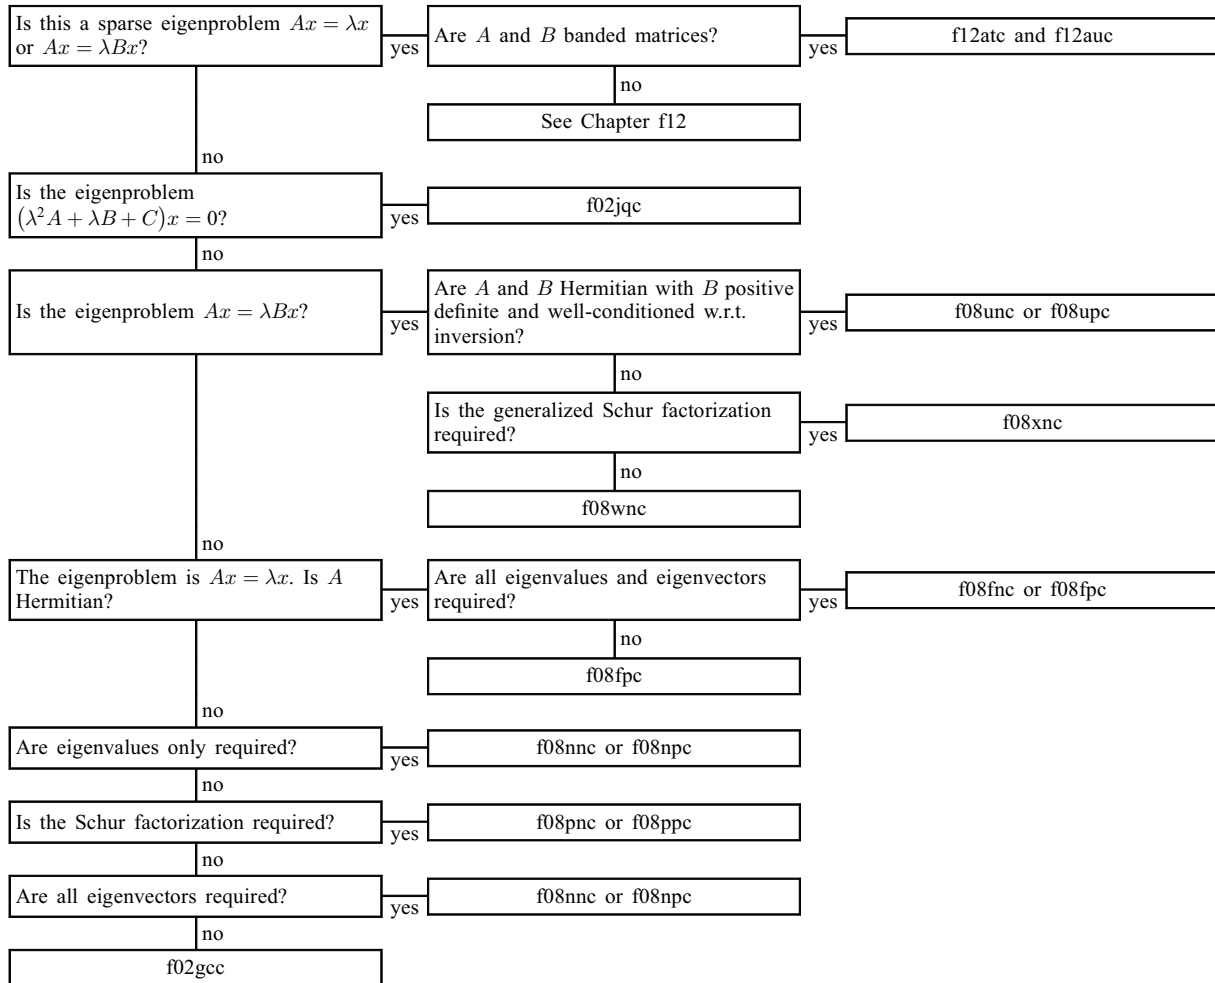 Is this a sparse eigenproblem Ax = λx
or Ax = λBx?
yes
Are A and B banded matrices?
yes
f12atc and f12auc
no
See Chapter f12
no
Is the eigenproblem
(λ²A + λB + C)x = 0?
yes
f02jqc
no
Is the eigenproblem Ax = λBx?
yes
Are A and B Hermitian with B positive
definite and well-conditioned w.r.t.
inversion?
yes
f08unc or f08upc
no
Is the generalized Schur factorization
required?
yes
f08xnc
no
f08wnc
no
The eigenproblem is Ax = λx. Is A
Hermitian?
yes
Are all eigenvalues and eigenvectors
required?
yes
f08fnc or f08fpc
no
f08fpc
no
Are eigenvalues only required?
yes
f08nnc or f08npc
no
Is the Schur factorization required?
yes
f08pnc or f08ppc
no
Are all eigenvectors required?
yes
f08nnc or f08npc
no
f02gcc